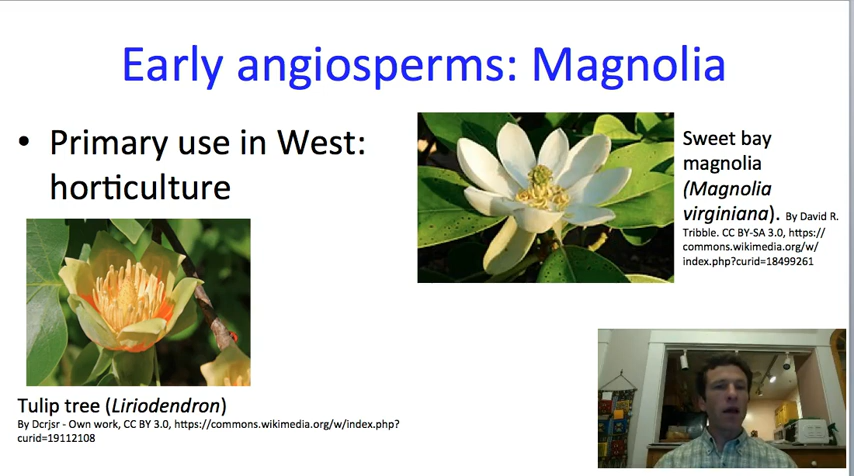 Early angiosperms: Magnolia
• Primary use in West:
horticulture
Sweet bay
magnolia
(Magnolia
virginiana). By David R.
Tribble. CC BY-SA 3.0, https://
commons.wikimedia.org/w/
index.php?curid=18499261
Tulip tree (Liriodendron)
By Dcrjsr - Own work, CC BY 3.0, https://commons.wikimedia.org/w/index.php?
curid=19112108